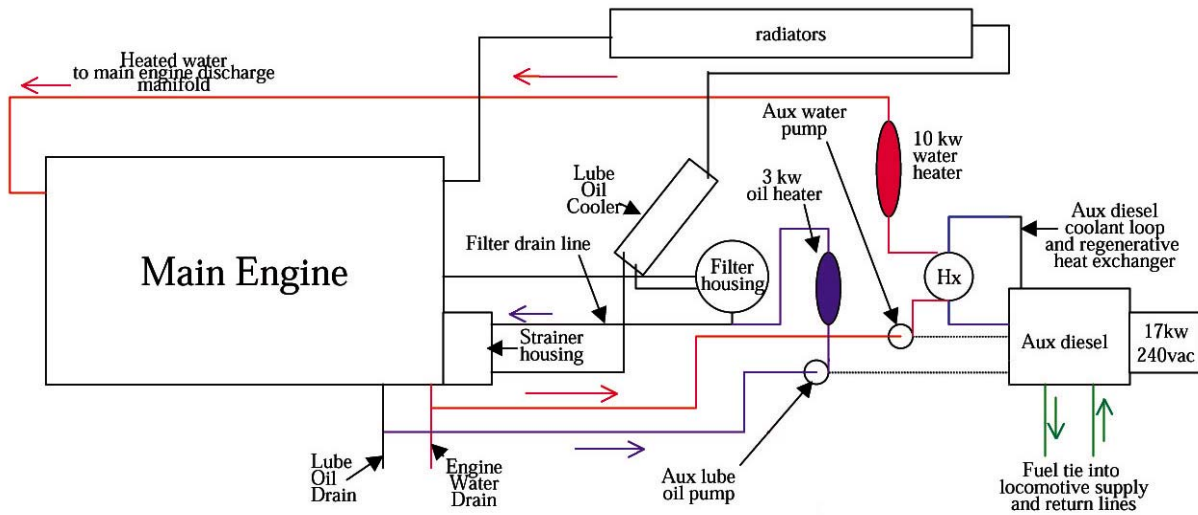 radiators
Heated water
to main engine discharge
manifold
Aux water
pump
10 kw
water
heater
Lube
Oil
Cooler
3 kw
oil heater
Aux diesel
coolant loop
and regenerative
heat exchanger
Filter drain line
Main Engine
Filter
housing
Hx
Strainer
housing
Aux diesel
17kw
240vac
Lube
Oil
Drain
Engine
Water
Drain
Aux lube
oil pump
Fuel tie into
locomotive supply
and return lines